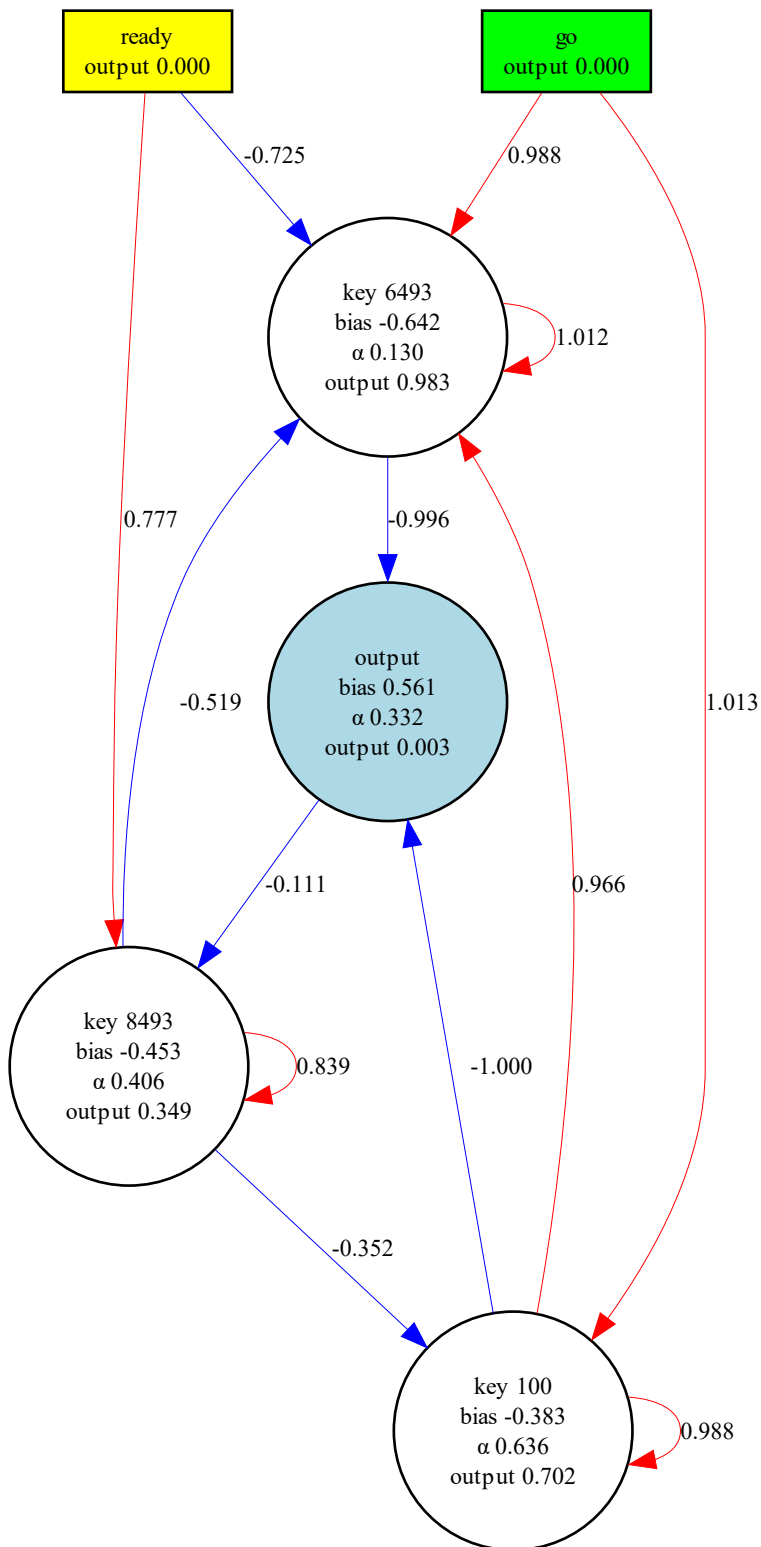 ready
output 0.000
go
output 0.000
-0.725
0.988
key 6493
bias -0.642
α 0.130
output 0.983
1.012
0.777
-0.996
-0.519
output
bias 0.561
α 0.332
output 0.003
1.013
-0.111
0.966
key 8493
bias -0.453
α 0.406
output 0.349
0.839
-1.000
-0.352
key 100
bias -0.383
α 0.636
output 0.702
0.988